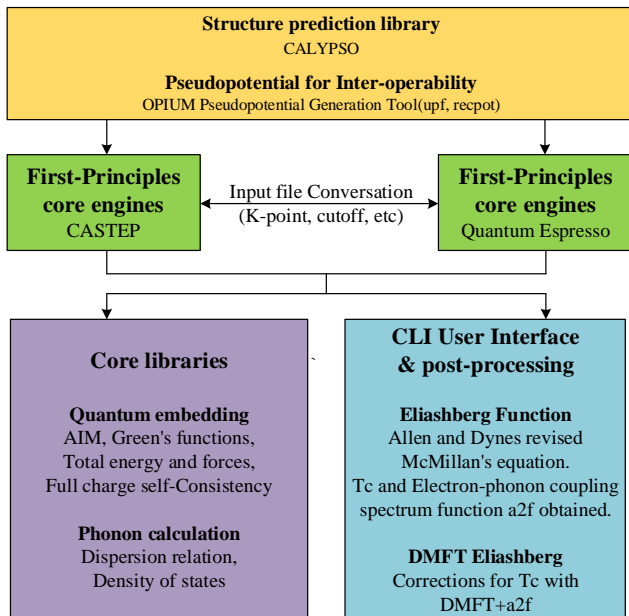 Structure prediction library
CALYPSO
Pseudopotential for Inter-operability
OPIUM Pseudopotential Generation Tool(upf, recpot)
First-Principles
core engines
CASTEP
Input file Conversation
(K-point, cutoff, etc)
First-Principles
core engines
Quantum Espresso
Core libraries
Quantum embedding
AIM, Green's functions,
Total energy and forces,
Full charge self-Consistency
Phonon calculation
Dispersion relation,
Density of states
`
CLI User Interface
& post-processing
Eliashberg Function
Allen and Dynes revised
McMillan's equation.
Tc and Electron-phonon coupling
spectrum function a2f obtained.
DMFT Eliashberg
Corrections for Tc with
DMFT+a2f